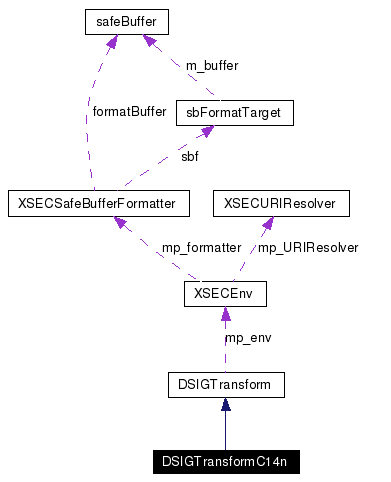 safeBuffer
m_buffer
formatBuffer
sbFormatTarget
sbf
XSECSafeBufferFormatter
XSECURIResolver
mp_formatter
mp_URIResolver
XSECEnv
mp_env
DSIGTransform
DSIGTransformC14n